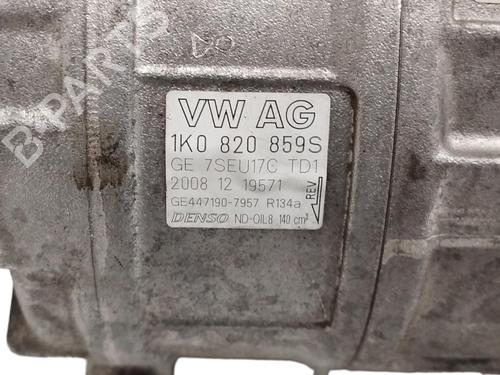 B-PARTS
DO
VW AG
1K0 820 859S
GE 7SEU17C TD1
2008 12 19571
REV
GE447190-7957 R134a
DENSO ND-OIL8 140 cm³